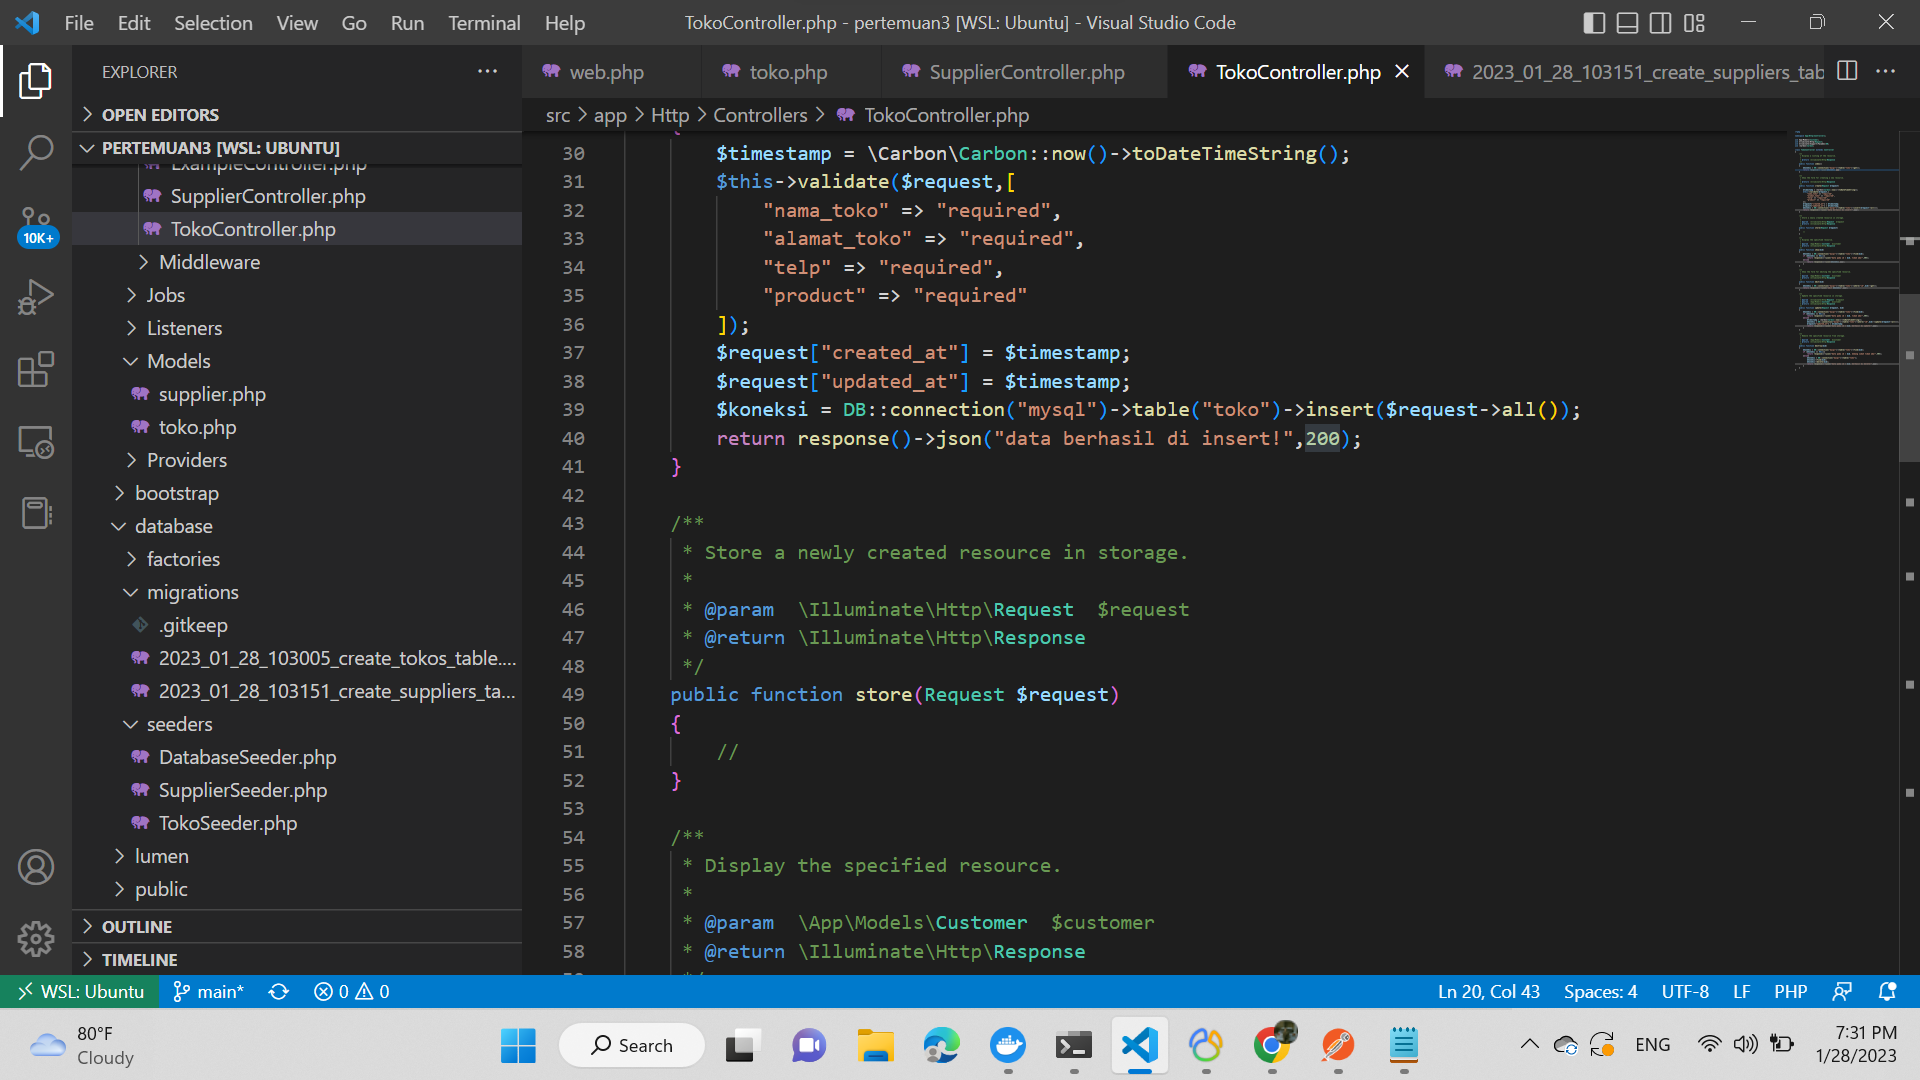 File Edit Selection View Go Run Terminal Help
TokoController.php - pertemuan3 [WSL: Ubuntu] - Visual Studio Code
EXPLORER
OPEN EDITORS
PERTEMUAN3 [WSL: UBUNTU]
ExampleController.php
SupplierController.php
TokoController.php
Middleware
Jobs
Listeners
Models
supplier.php
toko.php
Providers
bootstrap
database
factories
migrations
.gitkeep
2023_01_28_103005_create_tokos_table....
2023_01_28_103151_create_suppliers_ta...
seeders
DatabaseSeeder.php
SupplierSeeder.php
TokoSeeder.php
lumen
public
OUTLINE
TIMELINE
10K+
web.php
toko.php
SupplierController.php
TokoController.php
2023_01_28_103151_create_suppliers_tab
src > app > Http > Controllers > TokoController.php
30 $timestamp = \Carbon\Carbon::now()->toDateTimeString();
31 $this->validate($request,[
32 "nama_toko" => "required",
33 "alamat_toko" => "required",
34 "telp" => "required",
35 "product" => "required"
36 ]);
37 $request["created_at"] = $timestamp;
38 $request["updated_at"] = $timestamp;
39 $koneksi = DB::connection("mysql")->table("toko")->insert($request->all());
40 return response()->json("data berhasil di insert!",200);
41 }
42
43 /**
44 * Store a newly created resource in storage.
45 *
46 * @param  \Illuminate\Http\Request  $request
47 * @return \Illuminate\Http\Response
48 */
49 public function store(Request $request)
50 {
51 //
52 }
53
54 /**
55 * Display the specified resource.
56 *
57 * @param  \App\Models\Customer  $customer
58 * @return \Illuminate\Http\Response
WSL: Ubuntu main* 0 0
Ln 20, Col 43 Spaces: 4 UTF-8 LF PHP
80°F
Cloudy
Search
ENG
7:31 PM
1/28/2023